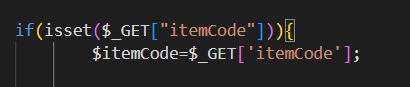 if(isset($_GET["itemCode"])){
$itemCode=$_GET['itemCode'];